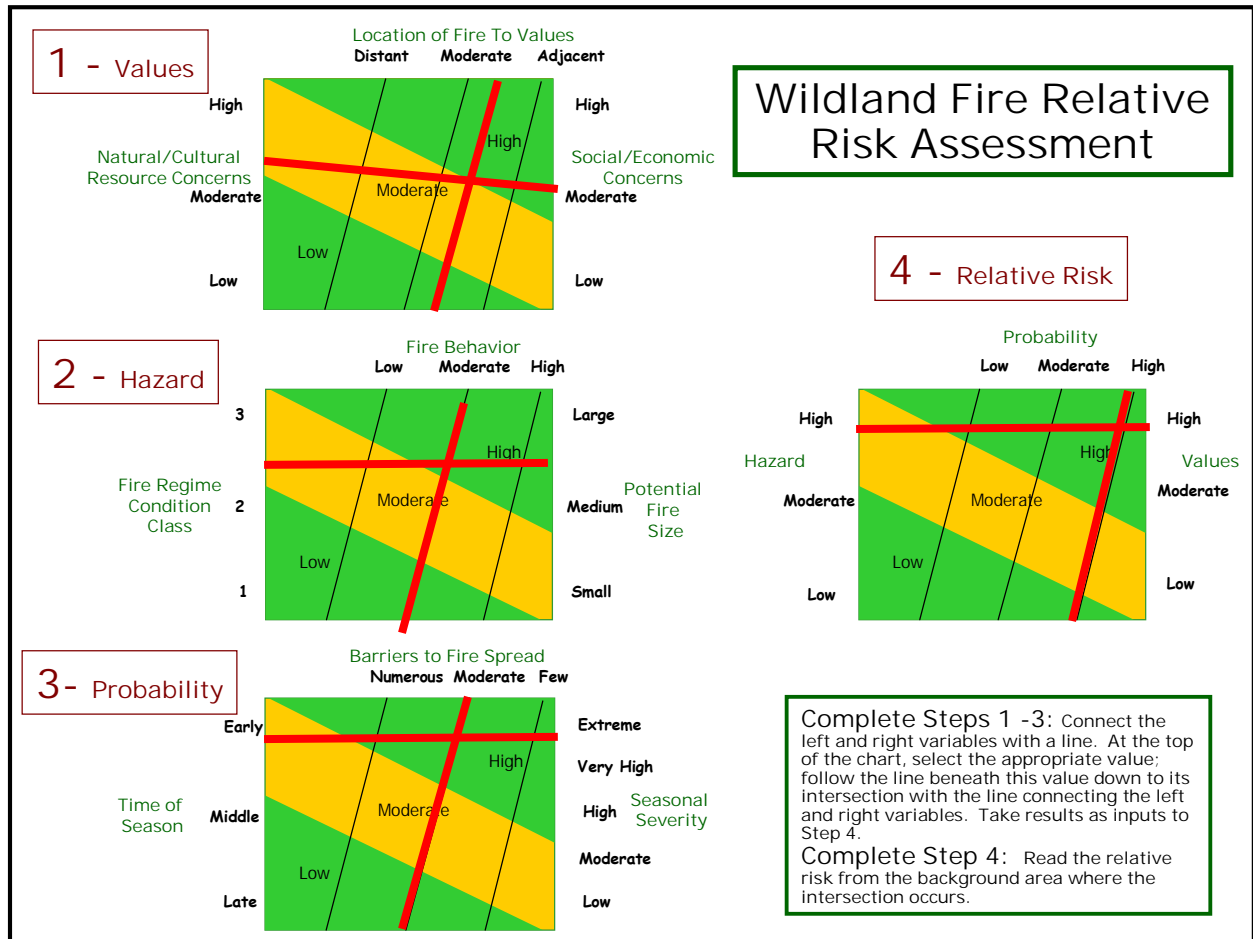 Wildland Fire Relative
Risk Assessment
1 - Values
Location of Fire To Values
Distant Moderate Adjacent
High
Natural/Cultural
Resource Concerns
Moderate
Low
High
Moderate
Low
High
Social/Economic
Concerns
Moderate
Low
2 - Hazard
Fire Behavior
Low Moderate High
3
Fire Regime
Condition
Class
2
1
High
Moderate
Low
Large
Medium
Potential
Fire
Size
Small
3- Probability
Barriers to Fire Spread
Numerous Moderate Few
Early
Time of
Season
Middle
Late
High
Moderate
Low
Extreme
Very High
High
Seasonal
Severity
Moderate
Low
4 - Relative Risk
Probability
Low Moderate High
High
Hazard
Moderate
Low
High
Moderate
Low
High
Values
Moderate
Low
Complete Steps 1 -3: Connect the
left and right variables with a line. At the top
of the chart, select the appropriate value;
follow the line beneath this value down to its
intersection with the line connecting the left
and right variables. Take results as inputs to
Step 4.
Complete Step 4: Read the relative
risk from the background area where the
intersection occurs.